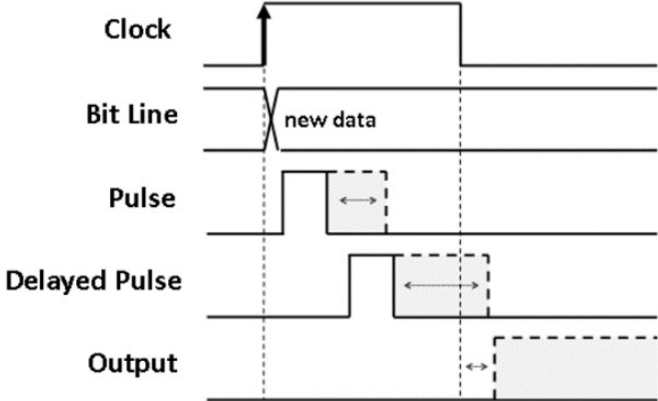 Clock
Bit Line
new data
Pulse
Delayed Pulse
Output